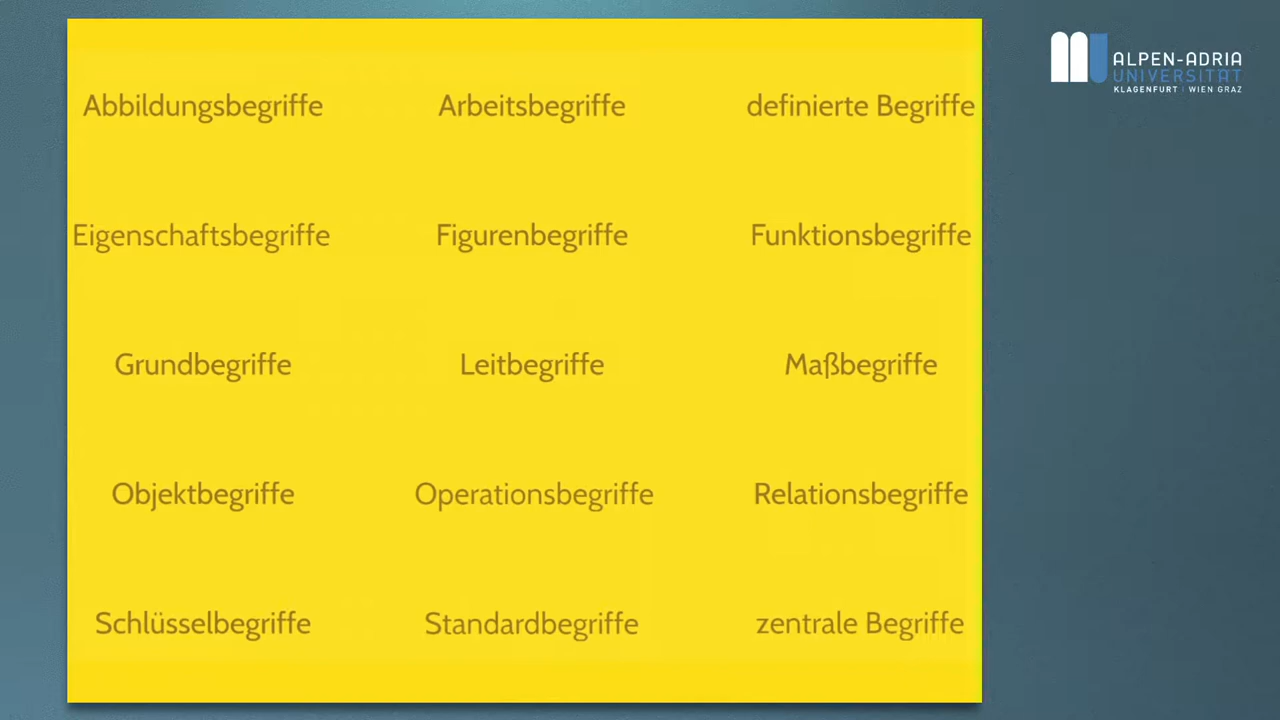 Abbildungsbegriffe Arbeitsbegriffe definierte Begriffe
Eigenschaftsbegriffe Figurenbegriffe Funktionsbegriffe
Grundbegriffe Leitbegriffe Maßbegriffe
Objektbegriffe Operationsbegriffe Relationsbegriffe
Schlüsselbegriffe Standardbegriffe zentrale Begriffe
ALPEN-ADRIA
UNIVERSITÄT
KLAGENFURT | WIEN GRAZ